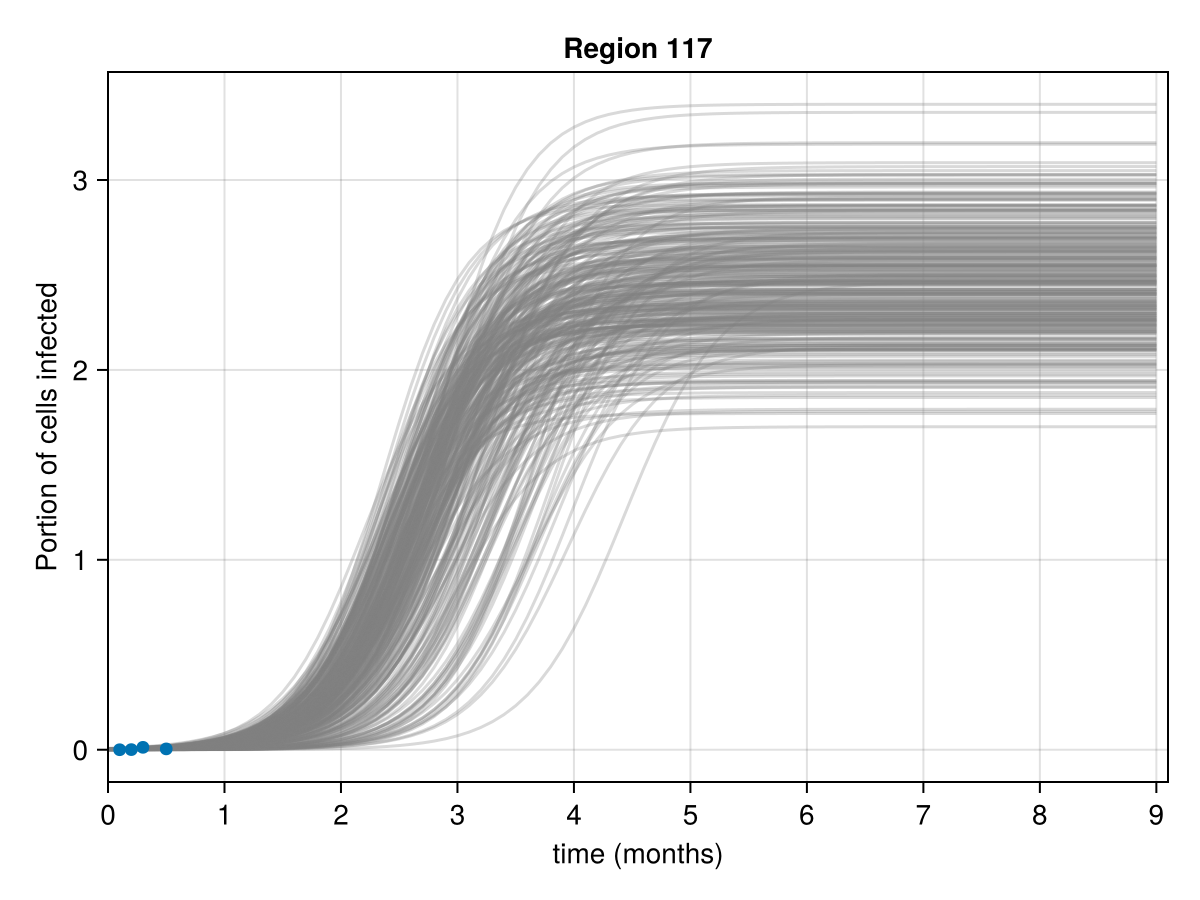 Region 117
Portion of cells infected
3
2
1
0
0 1 2 3 4 5 6 7 8 9
time (months)